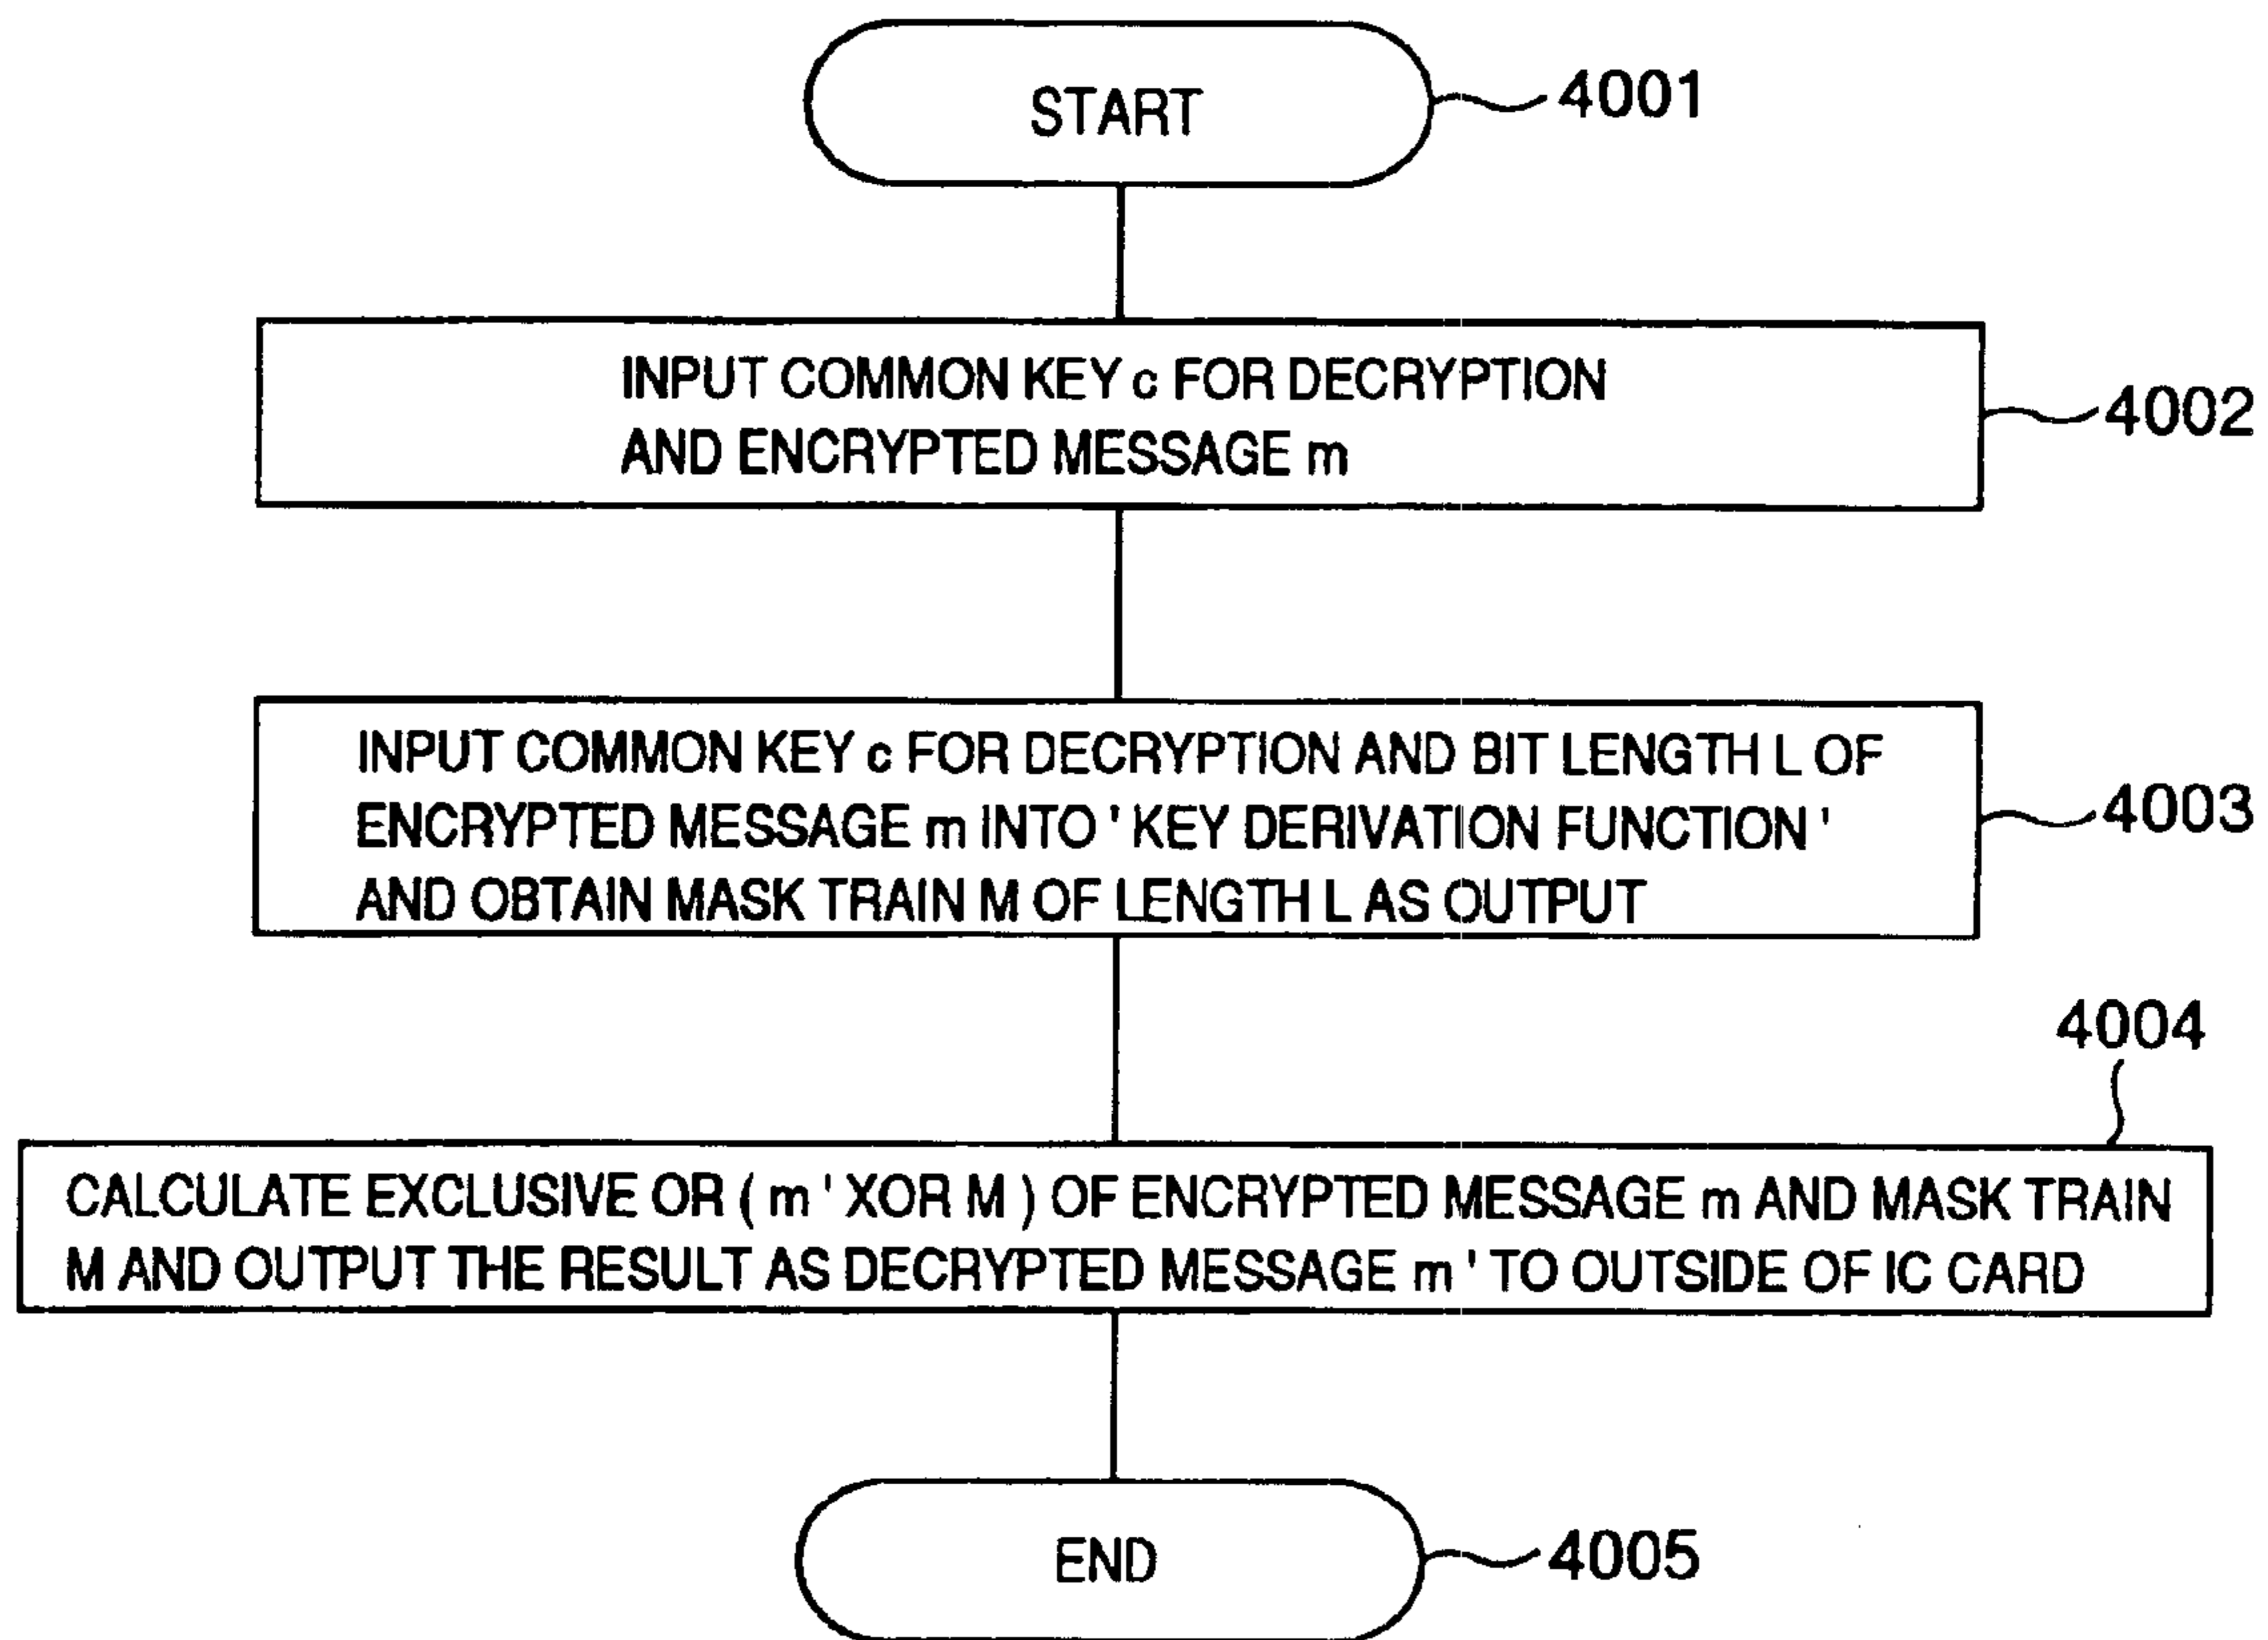 START
4001
INPUT COMMON KEY c FOR DECRYPTION
AND ENCRYPTED MESSAGE m
4002
INPUT COMMON KEY c FOR DECRYPTION AND BIT LENGTH L OF
ENCRYPTED MESSAGE m INTO ' KEY DERIVATION FUNCTION '
AND OBTAIN MASK TRAIN M OF LENGTH L AS OUTPUT
4003
4004
CALCULATE EXCLUSIVE OR ( m ' XOR M ) OF ENCRYPTED MESSAGE m AND MASK TRAIN
M AND OUTPUT THE RESULT AS DECRYPTED MESSAGE m ' TO OUTSIDE OF IC CARD
END
4005